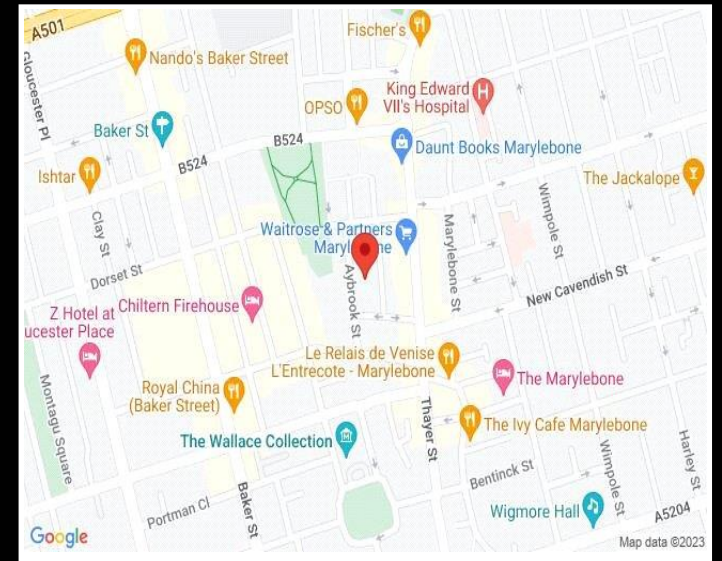 A501
Fischer's
Gloucester Pl
Nando's Baker Street
King Edward
VII's Hospital
OPSO
Baker St
B524
Daunt Books Marylebone
B524
Ishtar
The Jackalope
Wimpole St
Clay St
Waitrose & Partners
Marylebone
Marylebone St
Dorset St
Aybrook St
New Cavendish St
Chiltern Firehouse
Z Hotel at
ucester Place
Le Relais de Venise
L'Entrecote - Marylebone
Royal China
(Baker Street)
The Marylebone
Montagu Square
Thayer St
The Ivy Cafe Marylebone
The Wallace Collection
Harley St
Wimpole St
Bentinck St
Baker St
Portman Cl
Wigmore Hall
A5204
Google
Map data ©2023